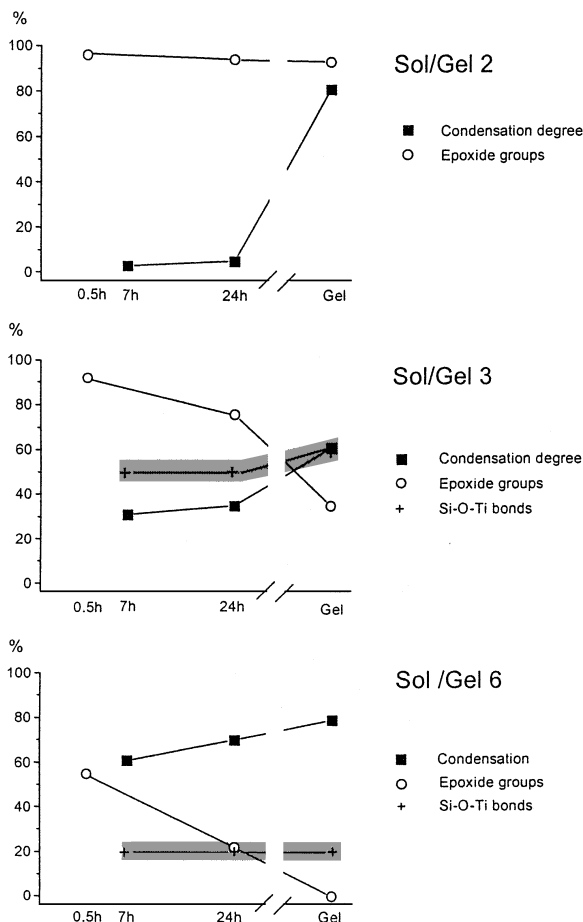 %
100
80
60
40
20
0
0.5h 7h 24h Gel
Sol/Gel 2
Condensation degree
Epoxide groups
%
100
80
60
40
20
0
0.5h 7h 24h Gel
Sol/Gel 3
Condensation degree
Epoxide groups
Si-O-Ti bonds
%
100
80
60
40
20
0
0.5h 7h 24h Gel
Sol /Gel 6
Condensation
Epoxide groups
Si-O-Ti bonds